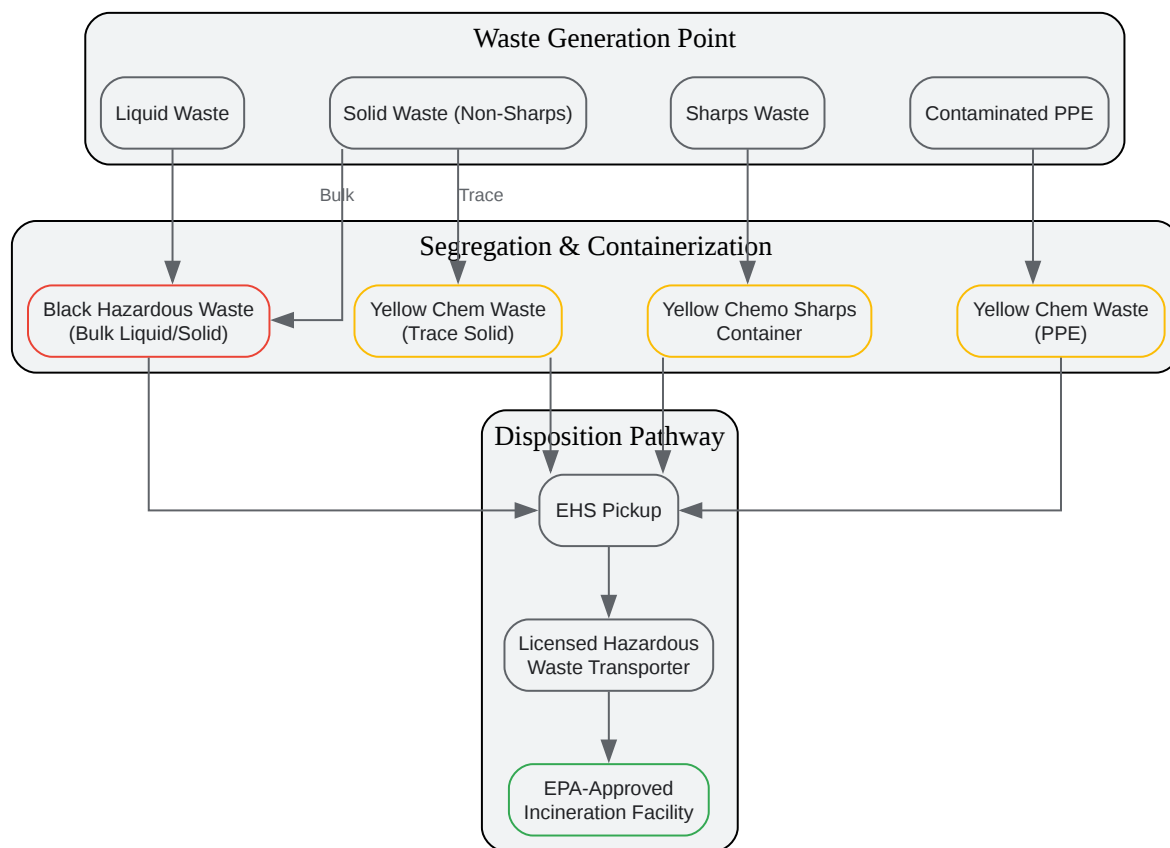 Waste Generation Point
Liquid Waste
Solid Waste (Non-Sharps)
Sharps Waste
Contaminated PPE
Bulk
Trace
Segregation & Containerization
Black Hazardous Waste
(Bulk Liquid/Solid)
Yellow Chem Waste
(Trace Solid)
Yellow Chemo Sharps
Container
Yellow Chem Waste
(PPE)
Disposition Pathway
EHS Pickup
Licensed Hazardous
Waste Transporter
EPA-Approved
Incineration Facility